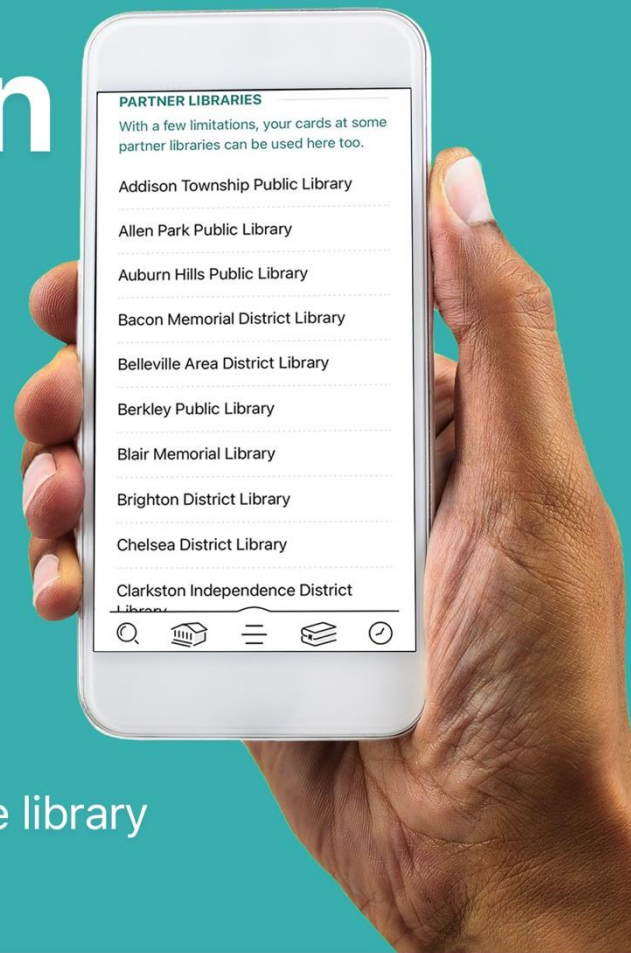 n
PARTNER LIBRARIES
With a few limitations, your cards at some
partner libraries can be used here too.
Addison Township Public Library
Allen Park Public Library
Auburn Hills Public Library
Bacon Memorial District Library
Belleville Area District Library
Berkley Public Library
Blair Memorial Library
Brighton District Library
Chelsea District Library
Clarkston Independence District
Library
e library